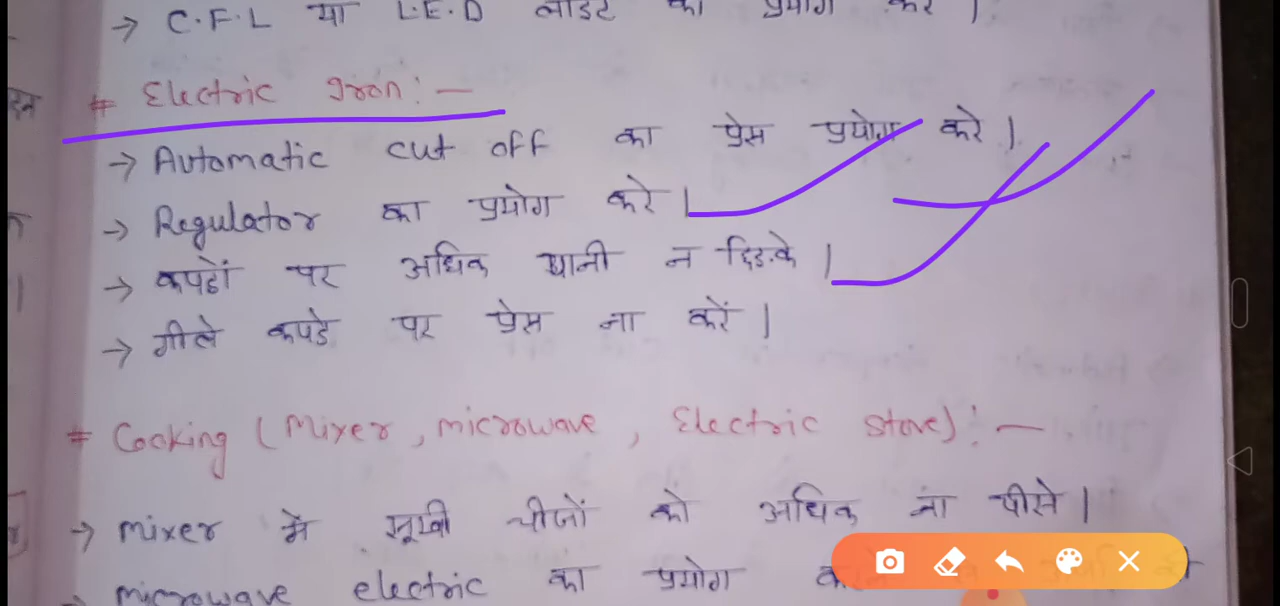 → C.F.L या L.E.D लाइट का प्रयोग करे |
# Electric Iron:—
→ Automatic cut off का प्रेस प्रयोग करे |
→ Regulator का प्रयोग करे |
→ कपडों पर अधिक पानी न छिड़के |
→ गीले कपडे पर प्रेस ना करें |
# Cooking (Mixer, microwave, Electric Stove):—
→ mixer मे सूखी चीजों को अधिक ना पीसे |
→ microwave electric का प्रयोग